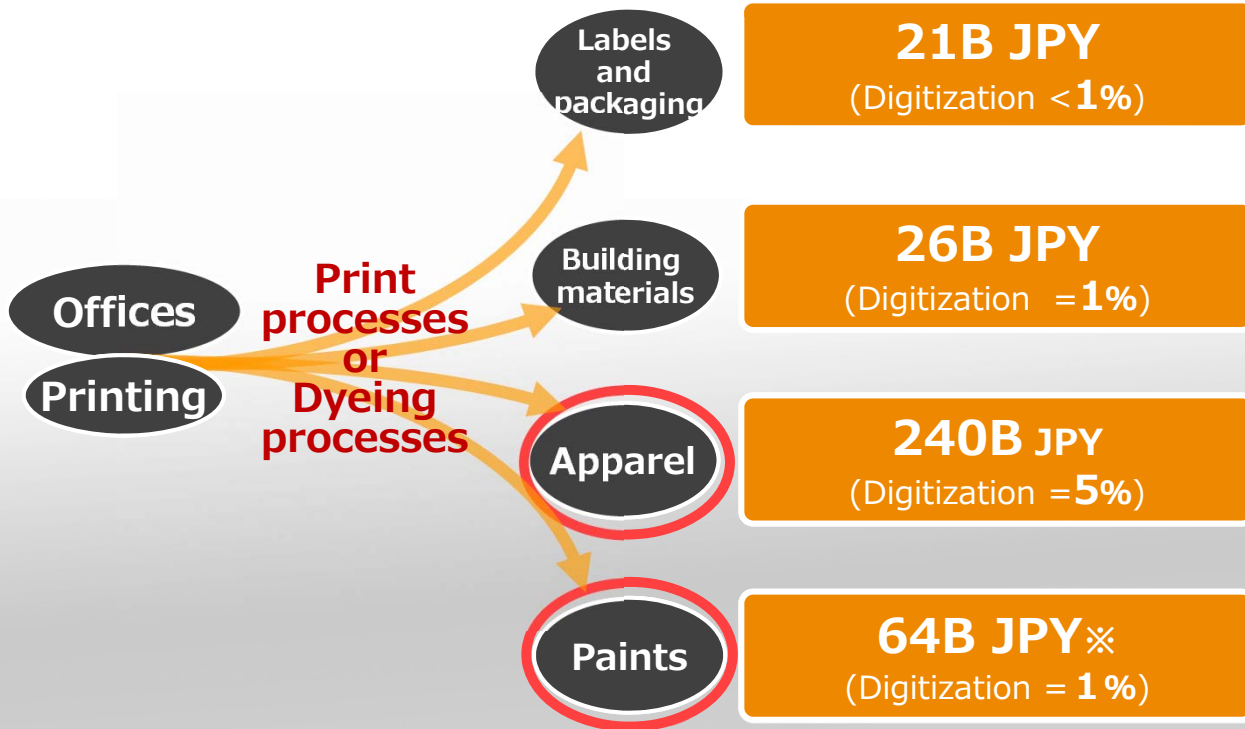 Labels
and
packaging
21B JPY
(Digitization <1%)
Building
materials
26B JPY
(Digitization =1%)
Offices
Printing
Print
processes
or
Dyeing
processes
Apparel
240B JPY
(Digitization =5%)
Paints
64B JPY※
(Digitization = 1%)